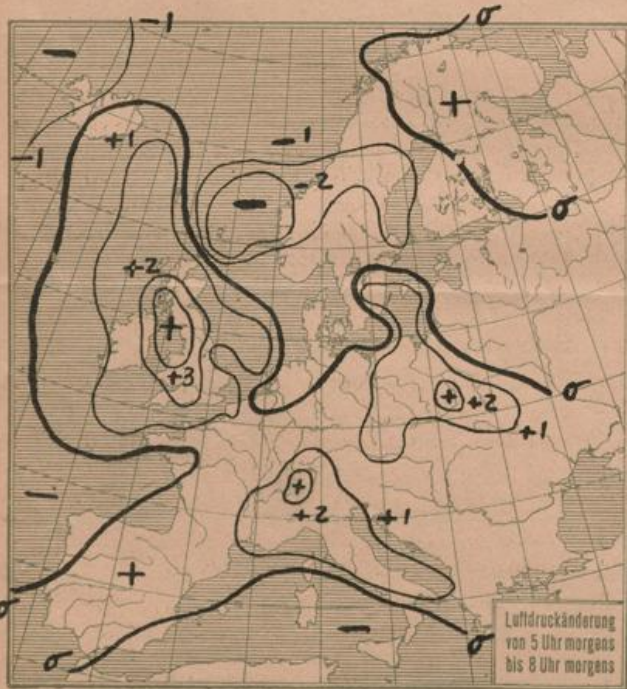 -1
σ
−
+
-1
+1
-1
-2
−
σ
+2
+
+3
σ
+
+2
+1
+
+2
+1
−
+
σ
σ
−
σ
Luftdruckänderung
von 5 Uhr morgens
bis 8 Uhr morgens